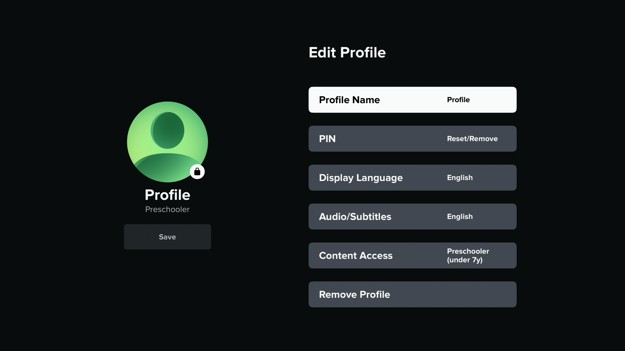 Edit Profile
Profile Name Profile
PIN Reset/Remove
Display Language English
Audio/Subtitles English
Content Access Preschooler
(under 7y)
Remove Profile
Profile
Preschooler
Save